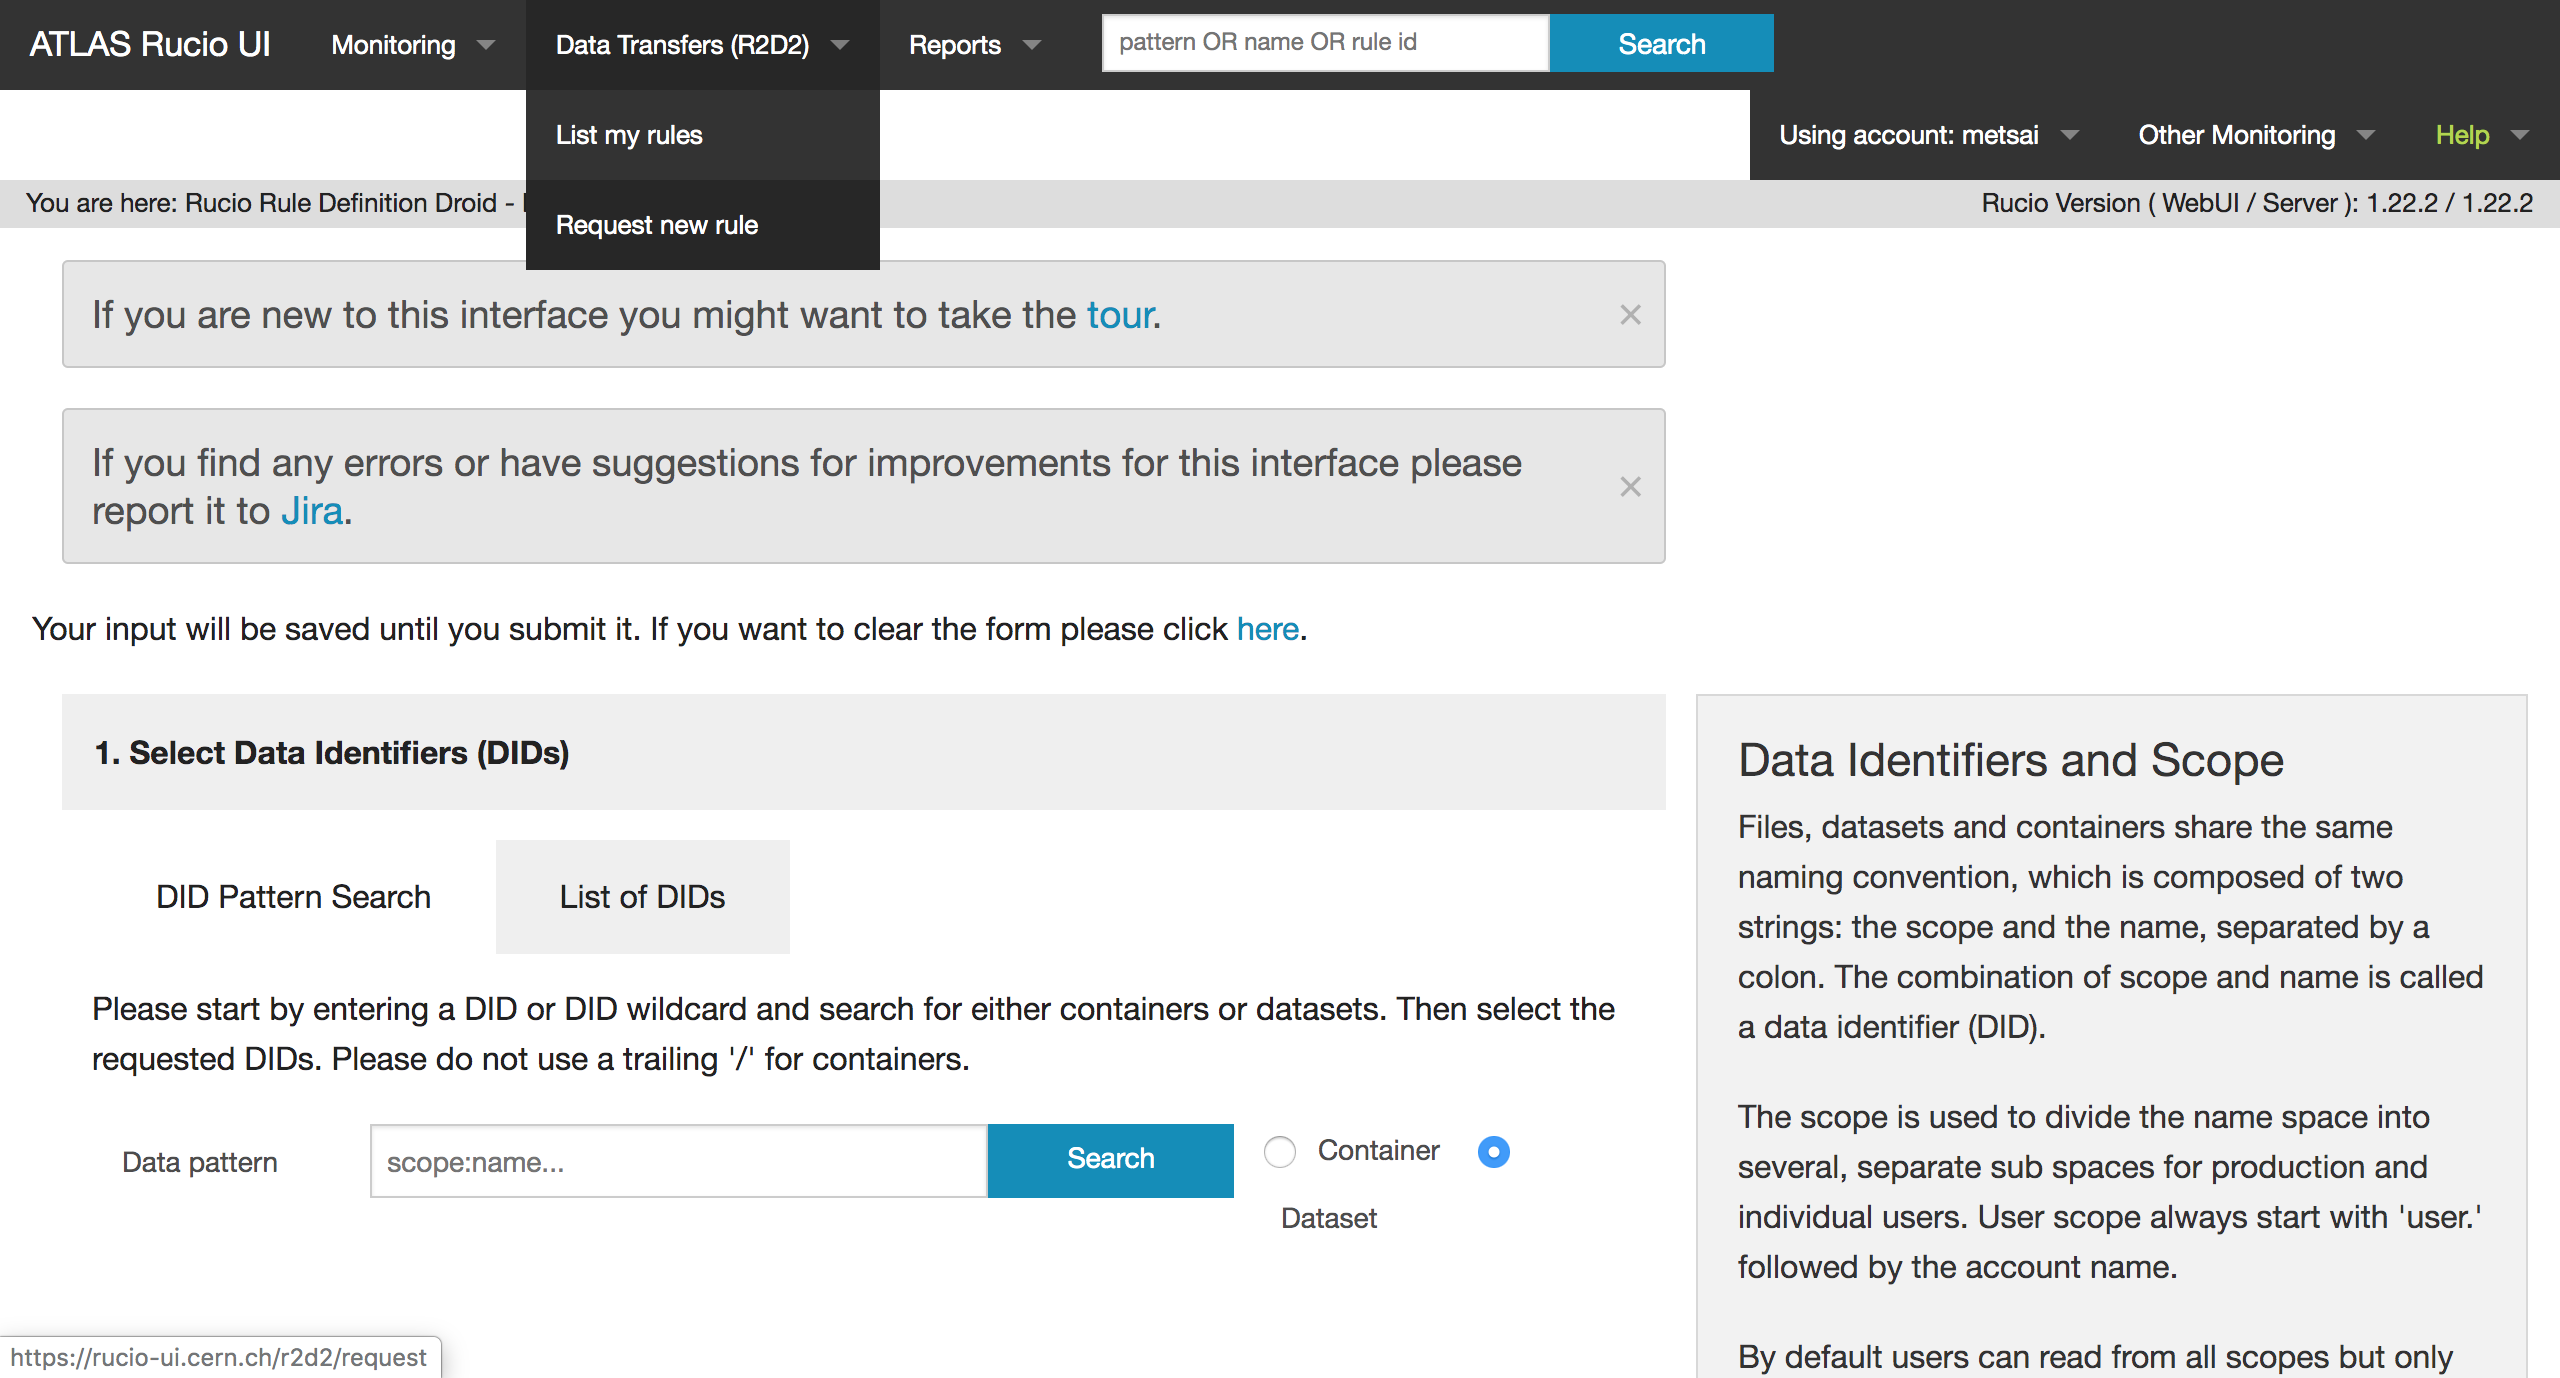 ATLAS Rucio UI Monitoring Data Transfers (R2D2) Reports pattern OR name OR rule id Search
List my rules
Using account: metsai Other Monitoring Help
You are here: Rucio Rule Definition Droid -
Rucio Version ( WebUI / Server ): 1.22.2 / 1.22.2
Request new rule
If you are new to this interface you might want to take the tour.
×
If you find any errors or have suggestions for improvements for this interface please
report it to Jira.
×
Your input will be saved until you submit it. If you want to clear the form please click here.
1. Select Data Identifiers (DIDs)
DID Pattern Search List of DIDs
Please start by entering a DID or DID wildcard and search for either containers or datasets. Then select the
requested DIDs. Please do not use a trailing '/' for containers.
Data pattern scope:name... Search Container
Dataset
Data Identifiers and Scope
Files, datasets and containers share the same
naming convention, which is composed of two
strings: the scope and the name, separated by a
colon. The combination of scope and name is called
a data identifier (DID).
The scope is used to divide the name space into
several, separate sub spaces for production and
individual users. User scope always start with 'user.'
followed by the account name.
By default users can read from all scopes but only
https://rucio-ui.cern.ch/r2d2/request